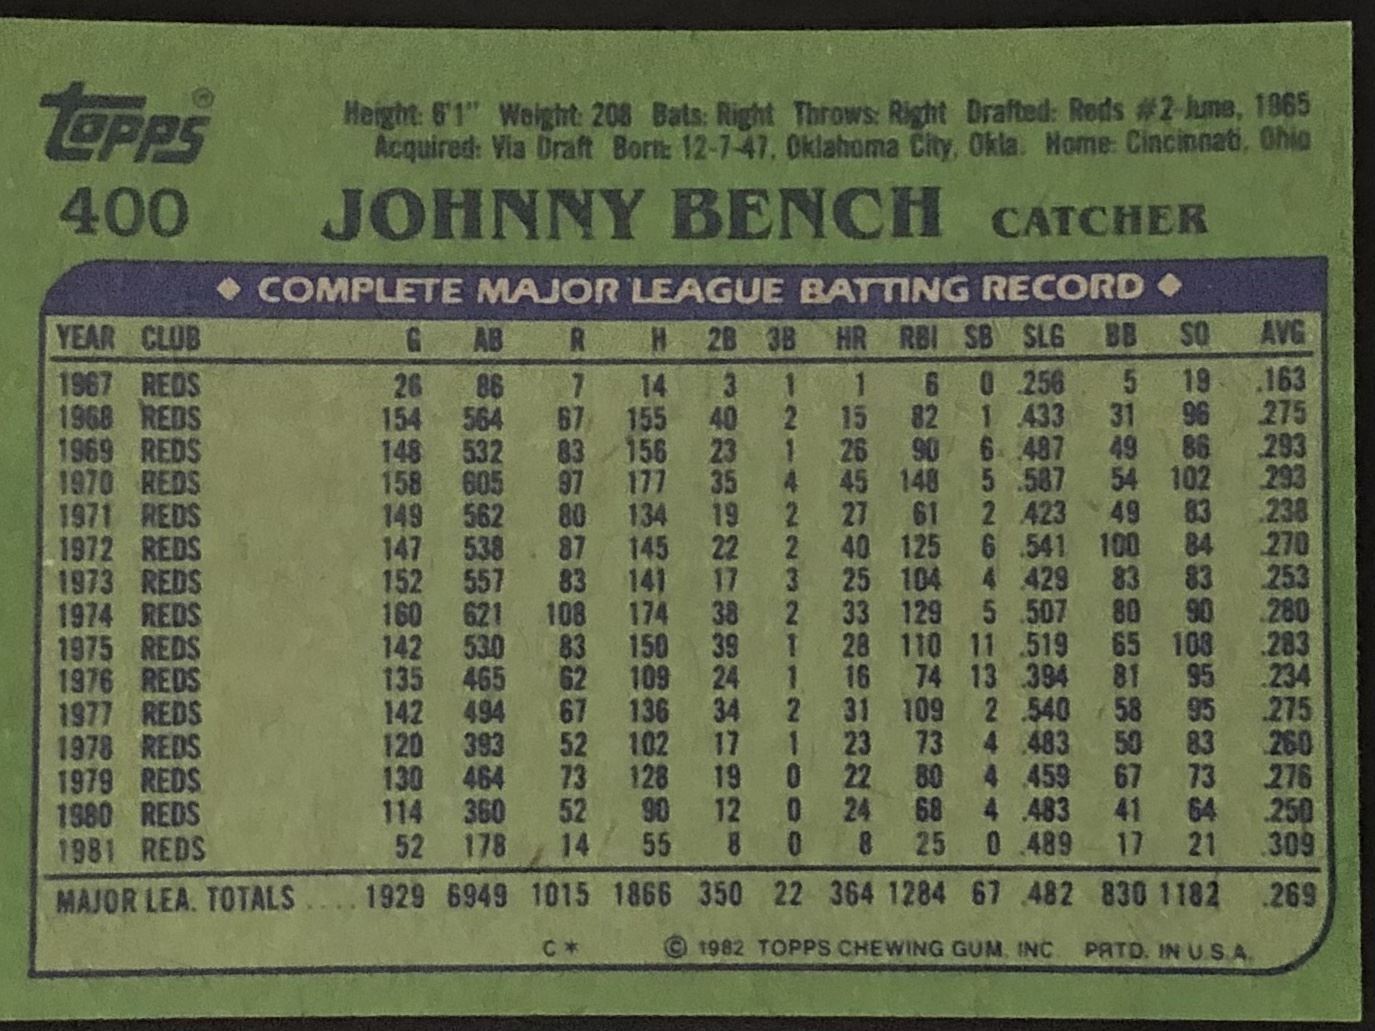 topps®
Height: 6'1" Weight: 208 Bats: Right Throws: Right Drafted: Reds #2-June, 1965
Acquired: Via Draft Born: 12-7-47, Oklahoma City, Okla. Home: Cincinnati, Ohio
400 JOHNNY BENCH CATCHER
◆ COMPLETE MAJOR LEAGUE BATTING RECORD ◆
YEAR CLUB G AB R H 2B 3B HR RBI SB SLG BB SO AVG
1967 REDS 26 86 7 14 3 1 1 6 0 .256 5 19 .163
1968 REDS 154 564 67 155 40 2 15 82 1 .433 31 96 .275
1969 REDS 148 532 83 156 23 1 26 90 6 .487 49 86 .293
1970 REDS 158 605 97 177 35 4 45 148 5 .587 54 102 .293
1971 REDS 149 562 80 134 19 2 27 61 2 .423 49 83 .238
1972 REDS 147 538 87 145 22 2 40 125 6 .541 100 84 .270
1973 REDS 152 557 83 141 17 3 25 104 4 .429 83 83 .253
1974 REDS 160 621 108 174 38 2 33 129 5 .507 80 90 .280
1975 REDS 142 530 83 150 39 1 28 110 11 .519 65 108 .283
1976 REDS 135 465 62 109 24 1 16 74 13 .394 81 95 .234
1977 REDS 142 494 67 136 34 2 31 109 2 .540 58 95 .275
1978 REDS 120 393 52 102 17 1 23 73 4 .483 50 83 .260
1979 REDS 130 464 73 128 19 0 22 80 4 .459 67 73 .276
1980 REDS 114 360 52 90 12 0 24 68 4 .483 41 64 .250
1981 REDS 52 178 14 55 8 0 8 25 0 .489 17 21 .309
MAJOR LEA. TOTALS .... 1929 6949 1015 1866 350 22 364 1284 67 .482 830 1182 .269
C* © 1982 TOPPS CHEWING GUM, INC PRTD. IN U.S.A.